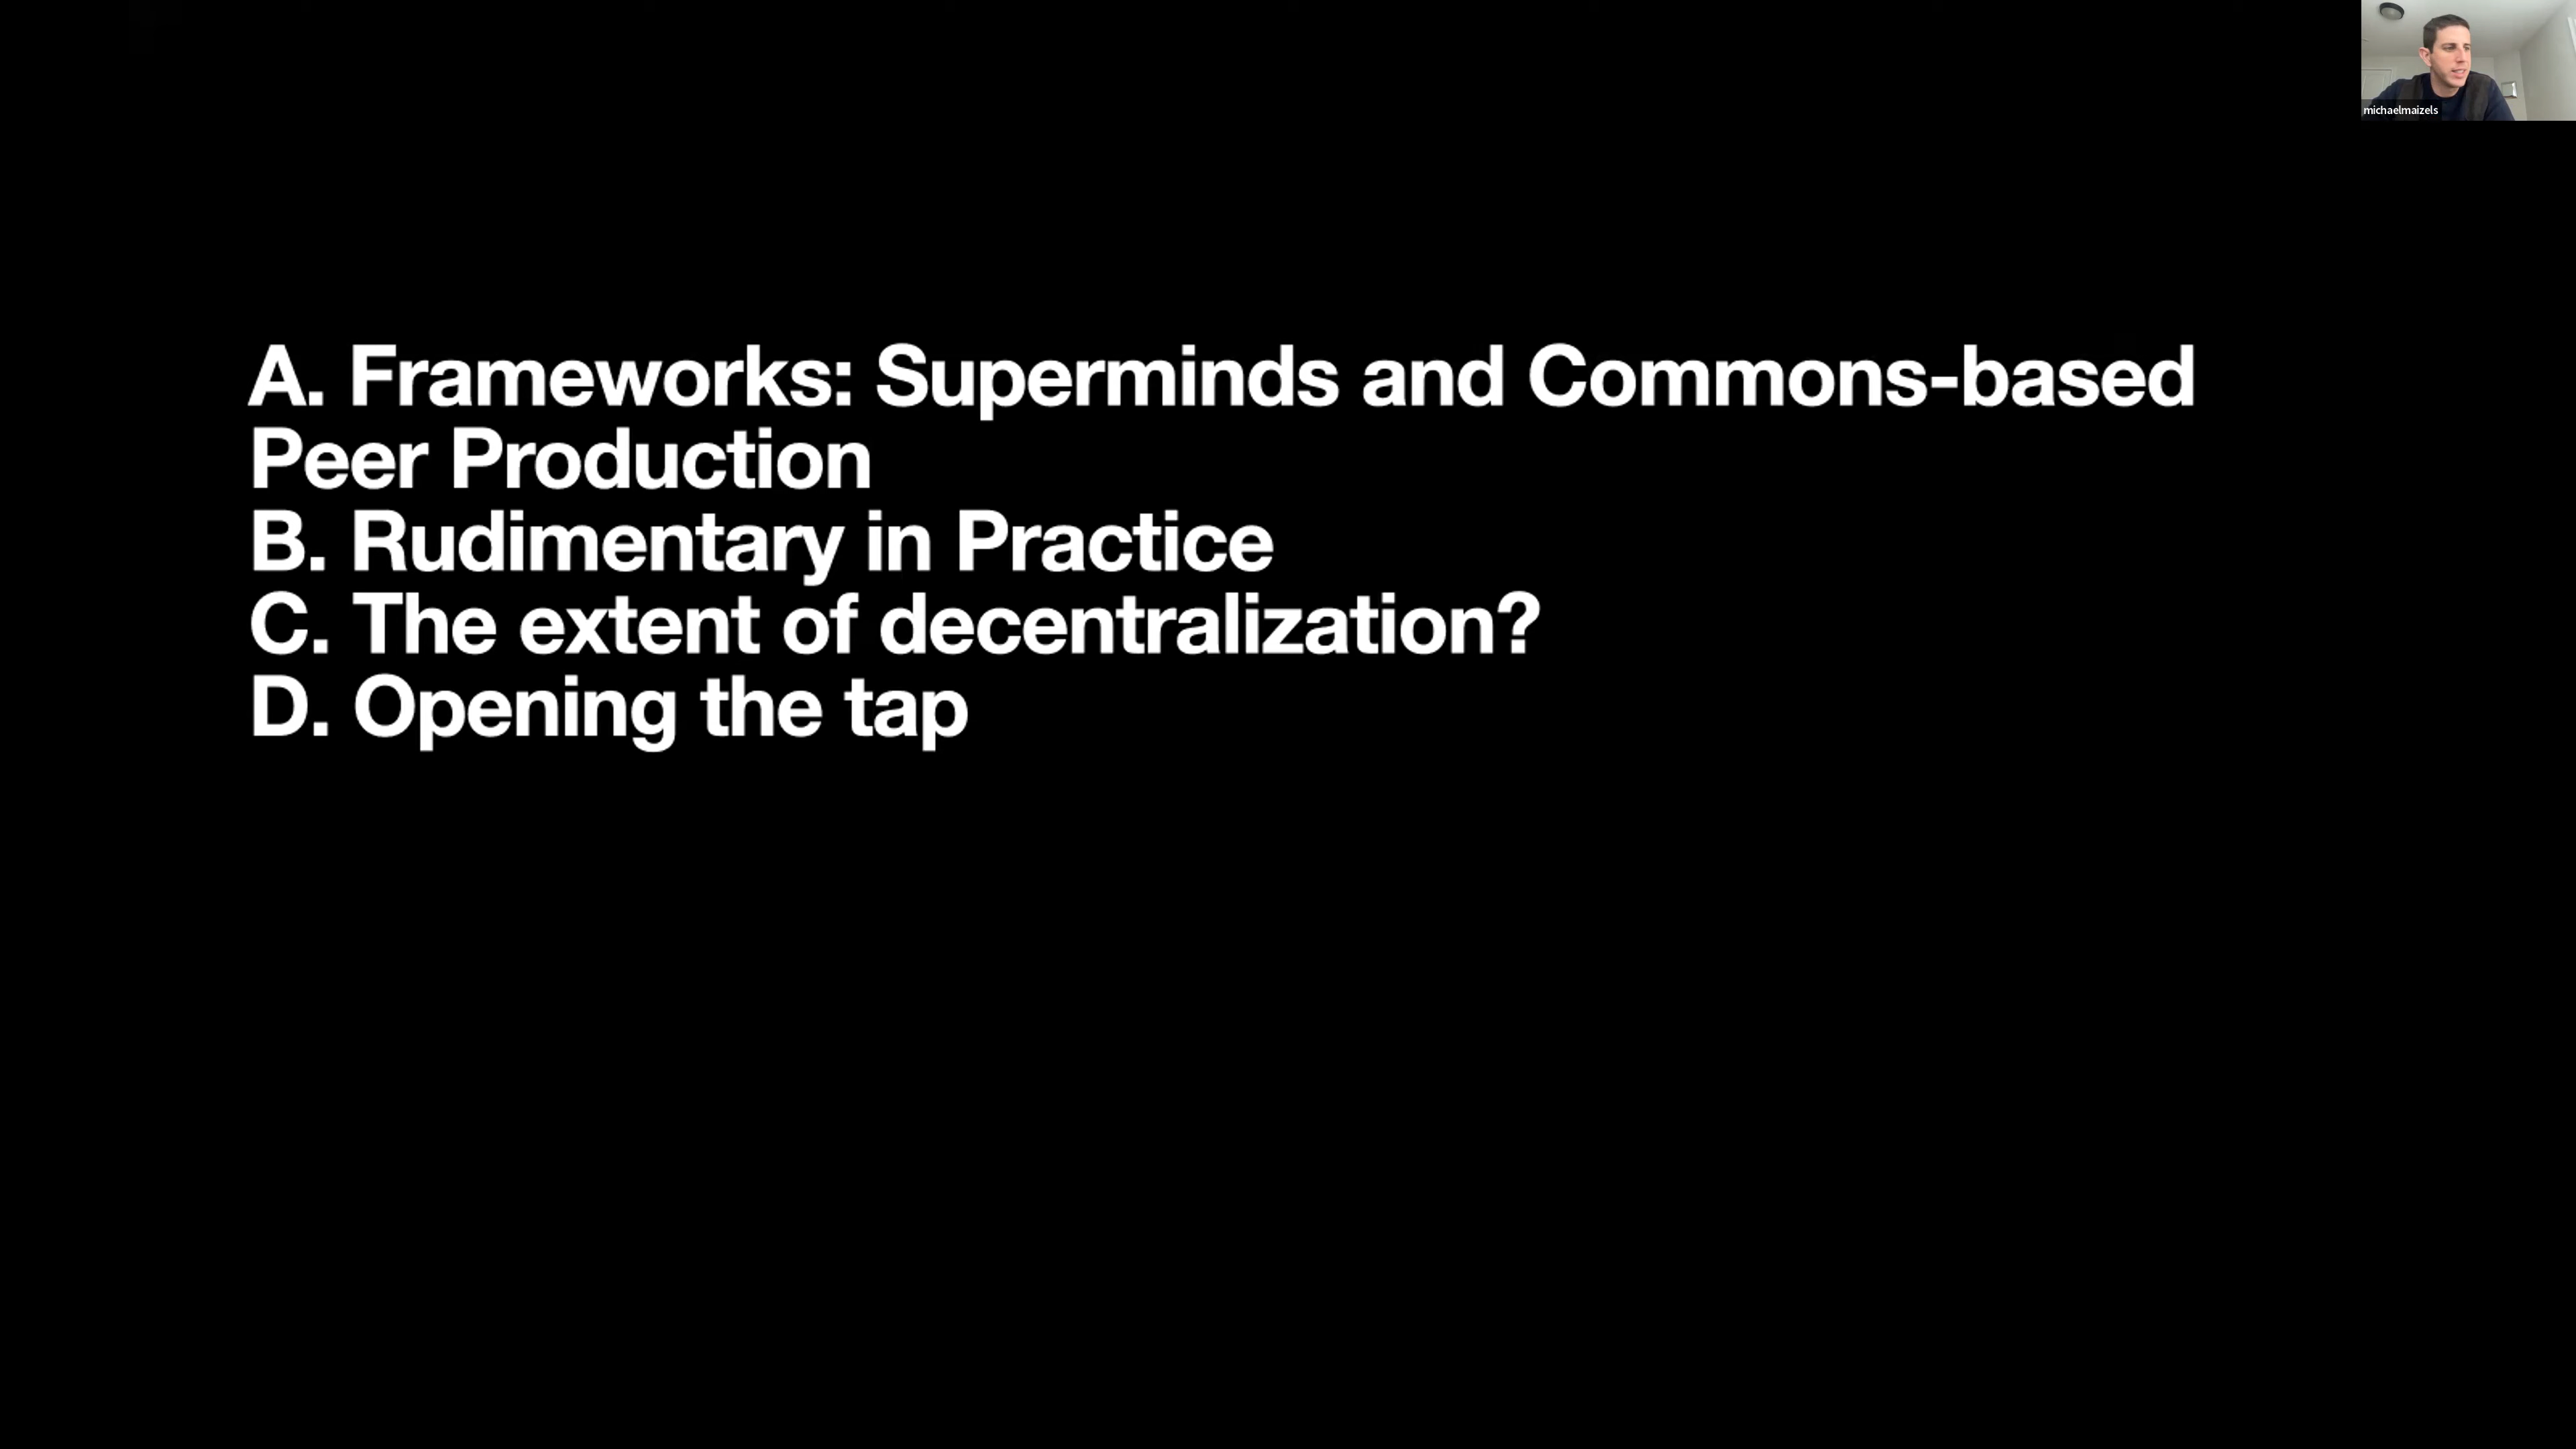 michaelmaizels
A. Frameworks: Superminds and Commons-based
Peer Production
B. Rudimentary in Practice
C. The extent of decentralization?
D. Opening the tap